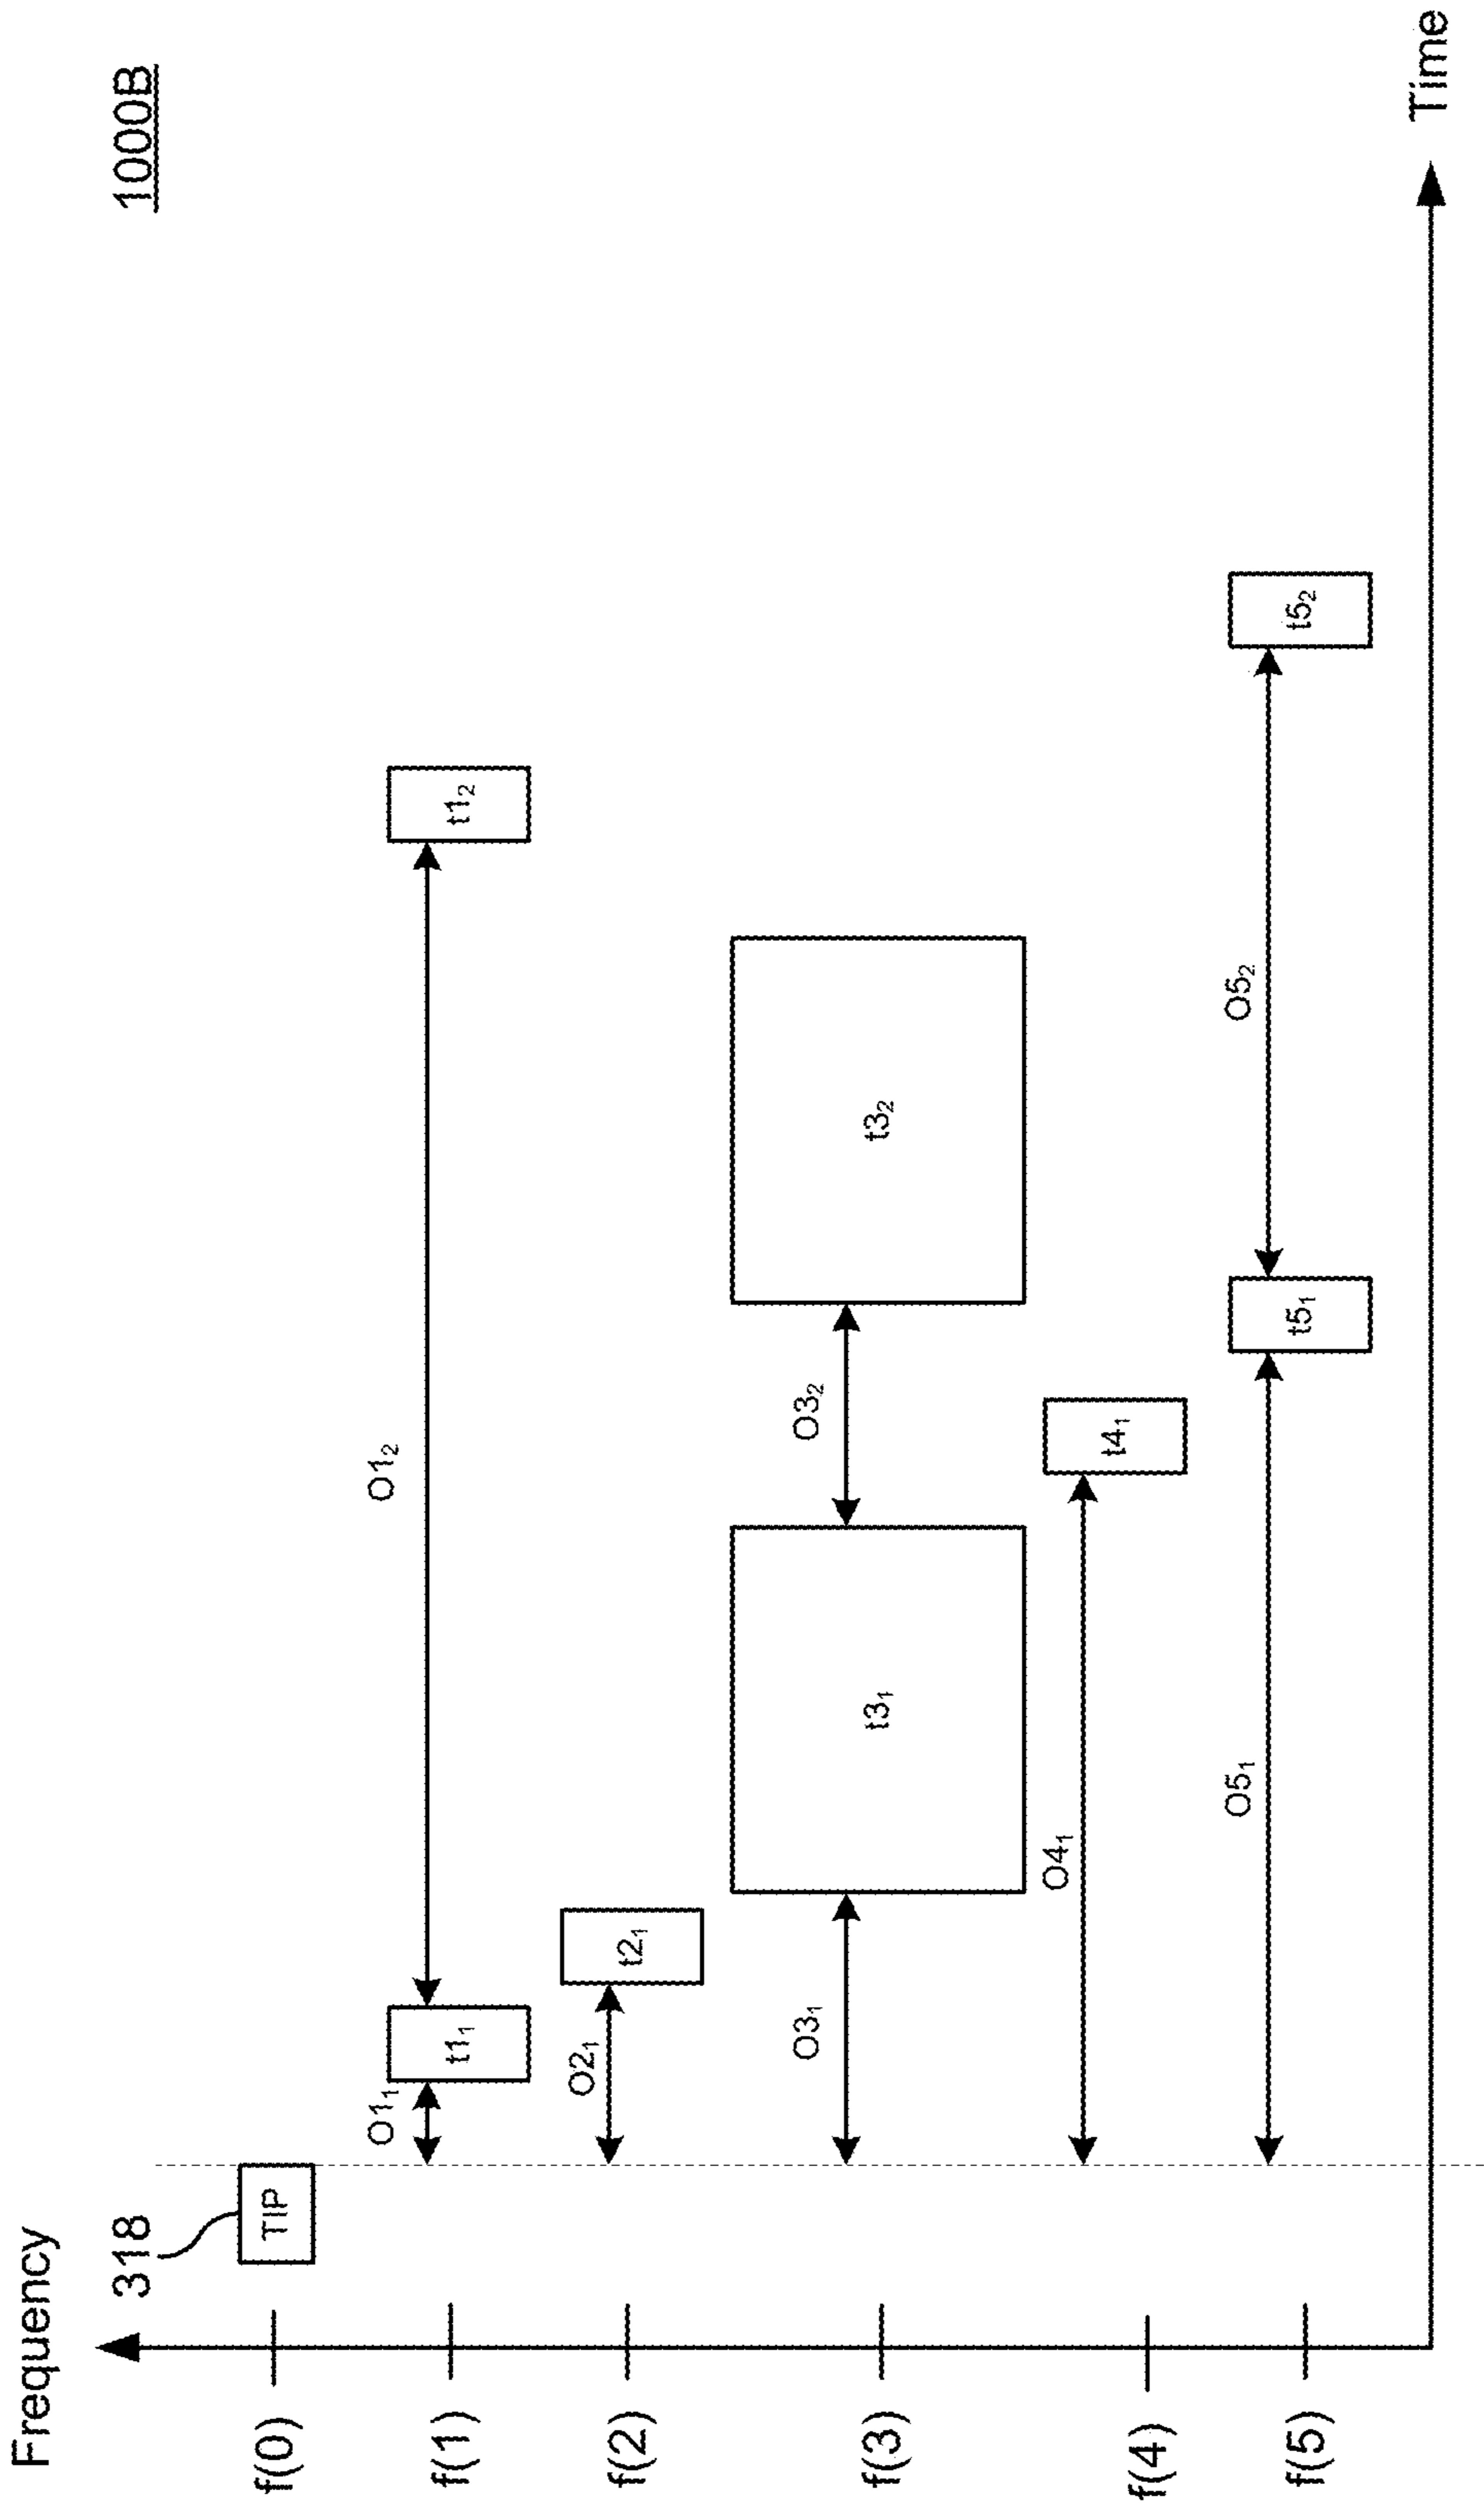 1000B
Frequency
318
f(0)
TIP
f(1)
O1₁
t1₁
O1₂
t1₂
f(2)
O2₁
t2₁
f(3)
O3₁
t3₁
O3₂
t3₂
f(4)
O4₁
t4₁
f(5)
O5₁
t5₁
O5₂
t5₂
Time